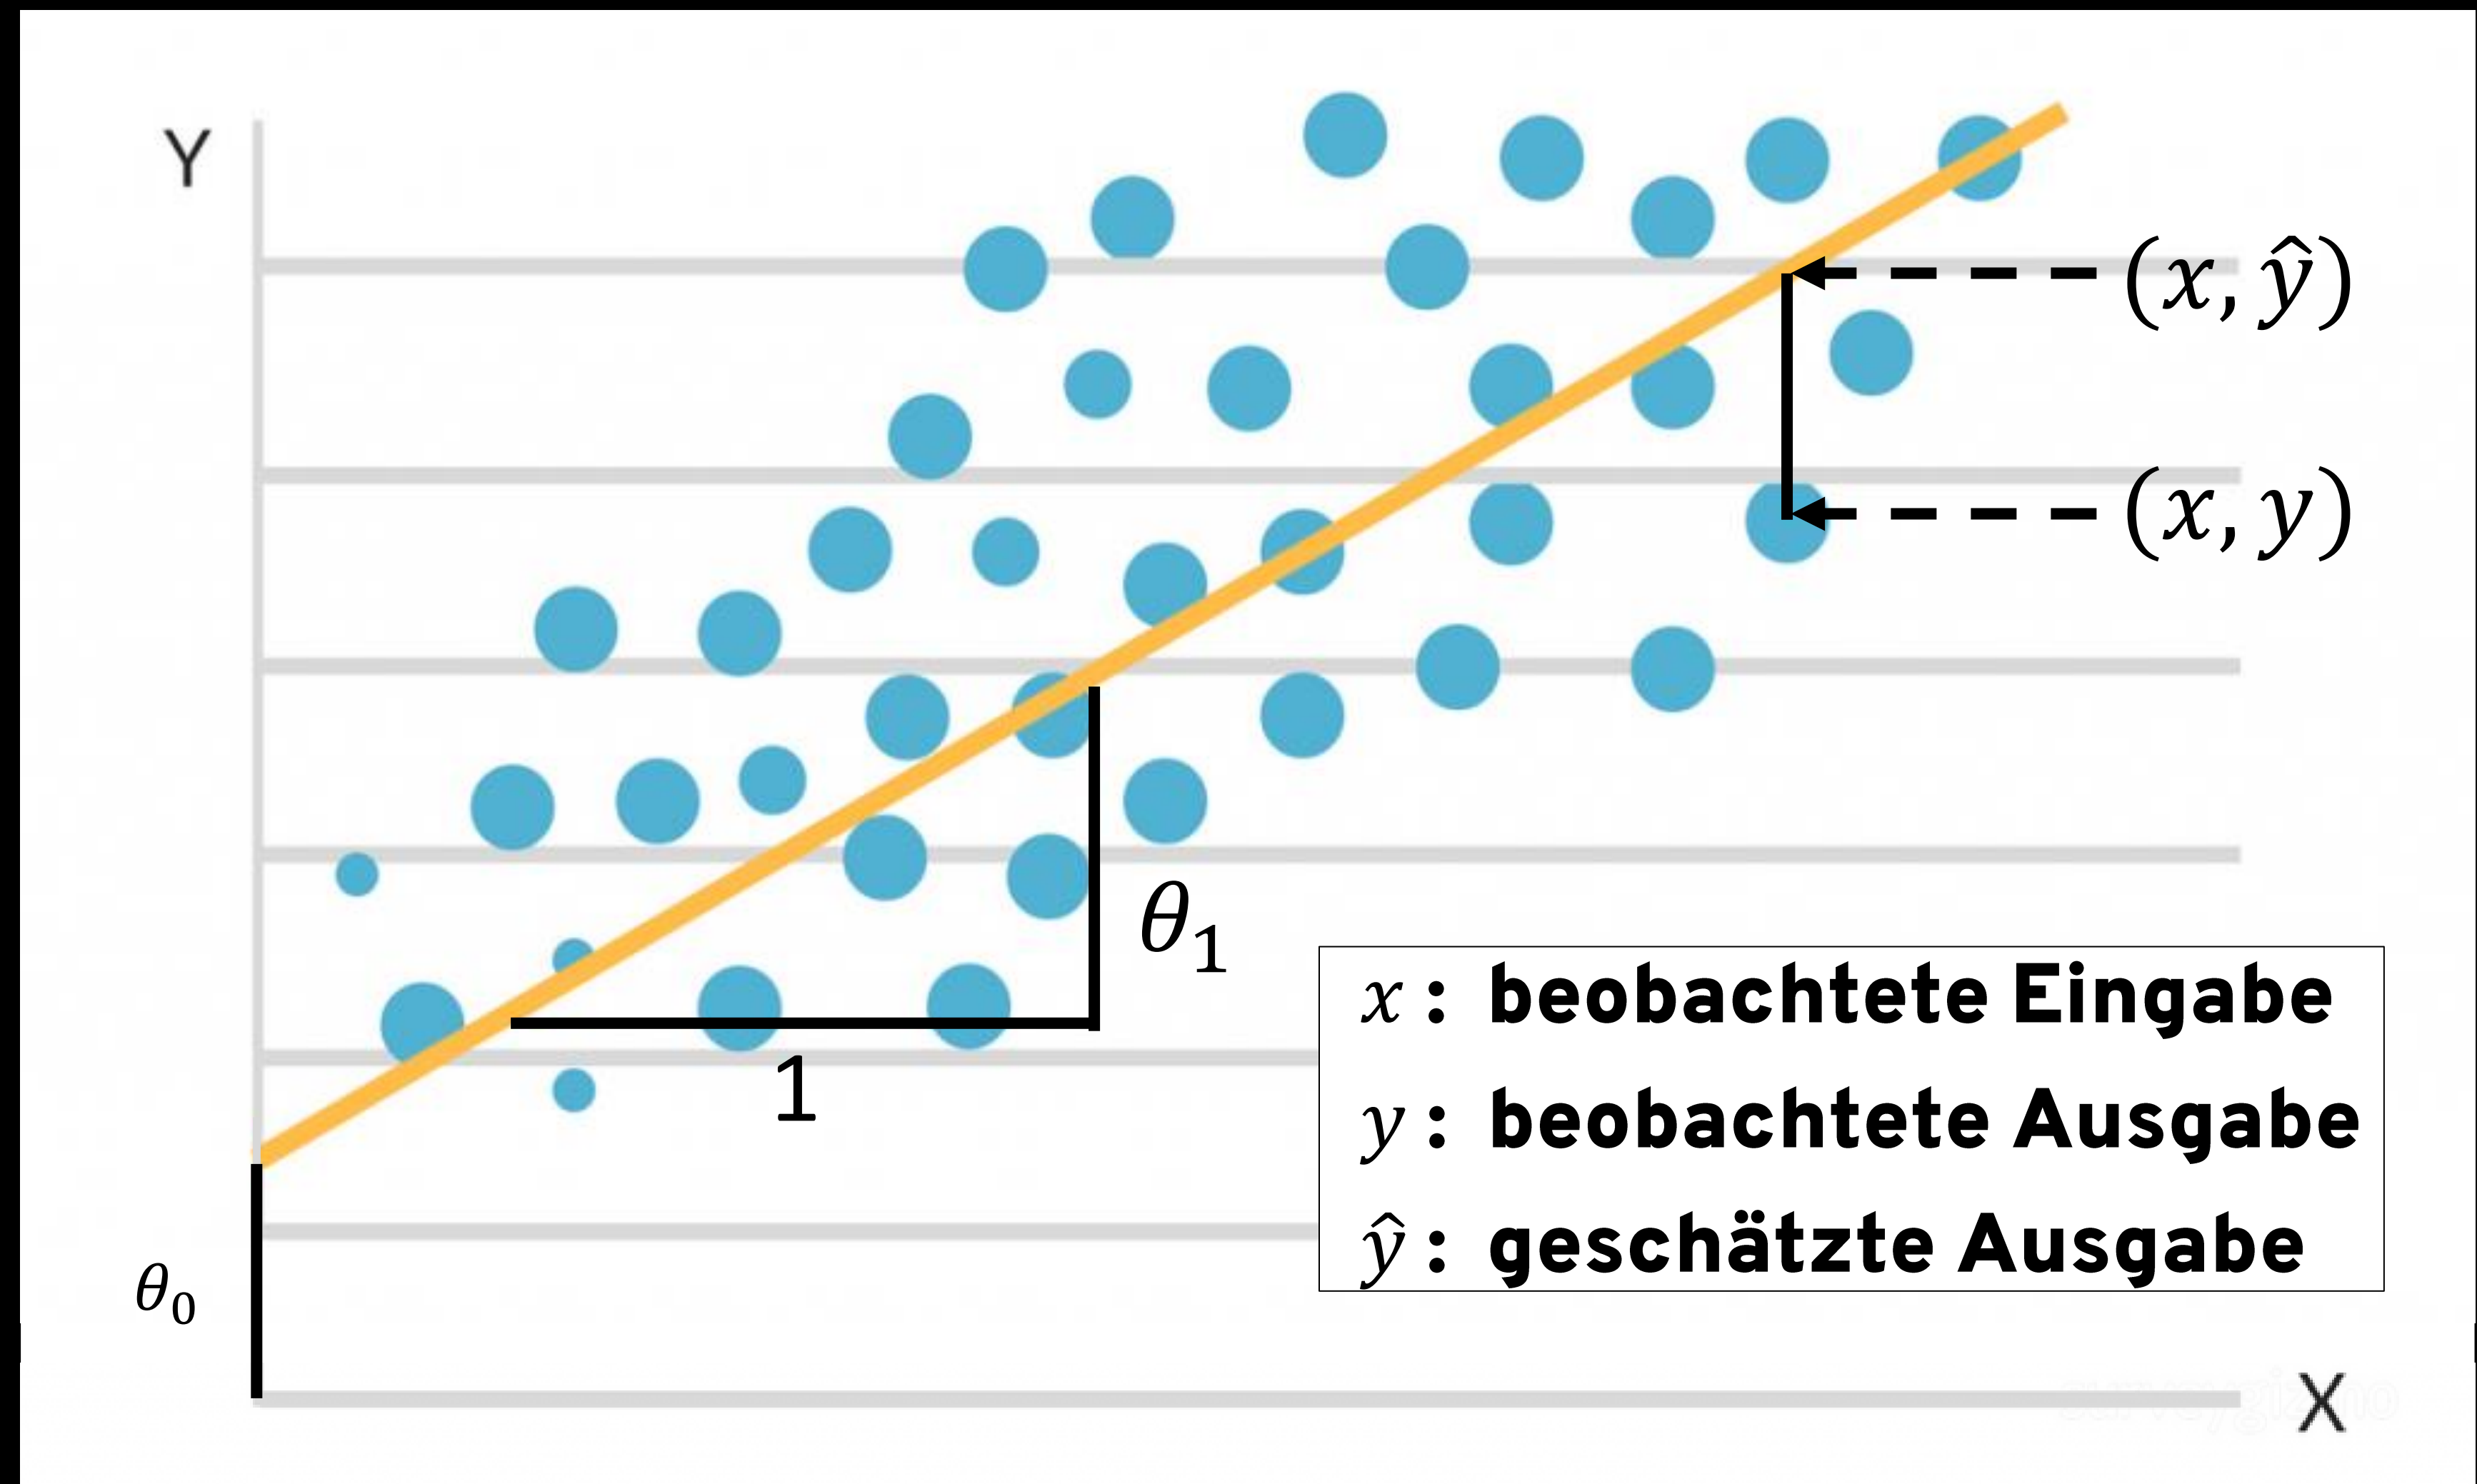 Y
(x, ŷ)
(x, y)
θ₁
1
x : beobachtete Eingabe
y : beobachtete Ausgabe
ŷ : geschätzte Ausgabe
θ₀
X